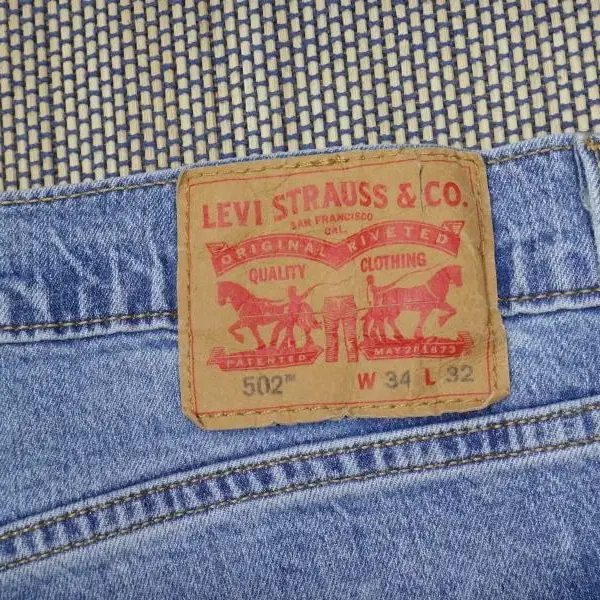 LEVI STRAUSS & CO.
SAN FRANCISCO
CAL.
ORIGINAL RIVETED
QUALITY CLOTHING
PATENTED MAY 20 1873
502™ W 34 L 32